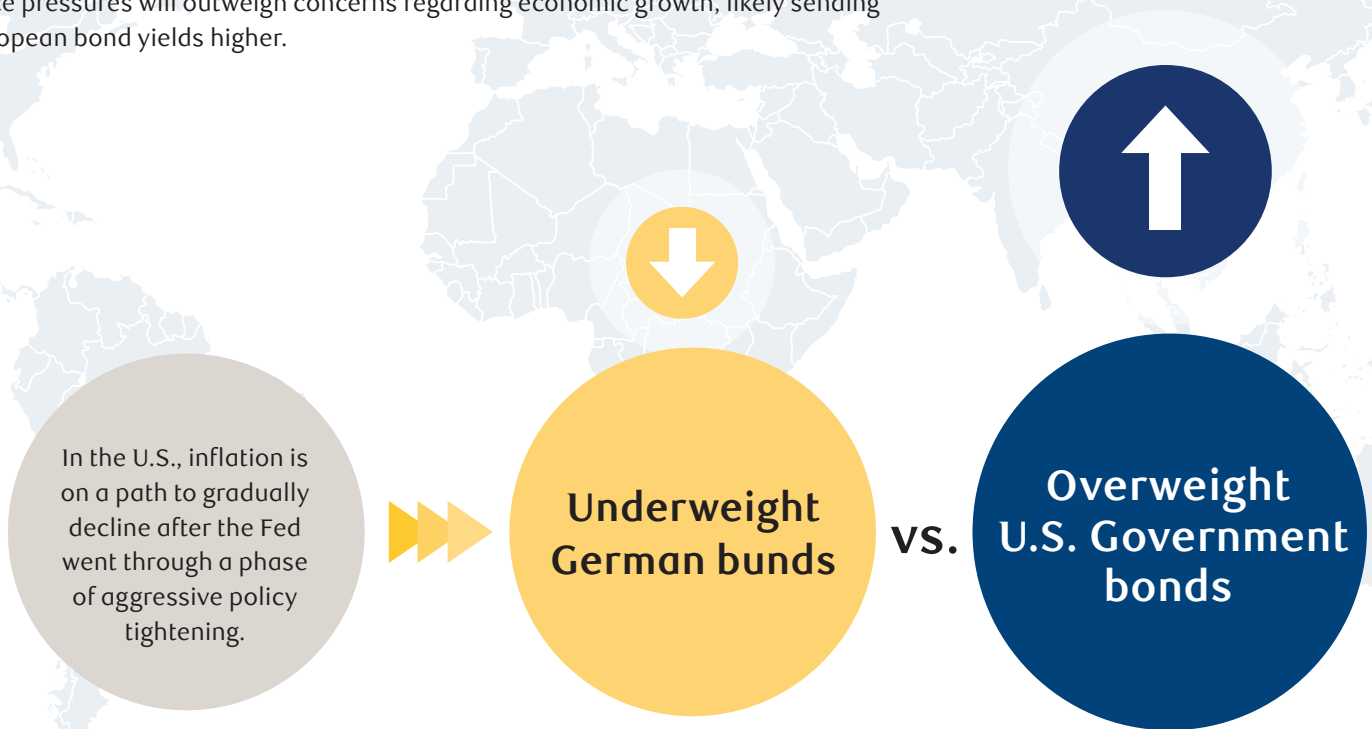 pressures will outweigh concerns regarding economic growth, likely sending
bond yields higher.
In the U.S., inflation is
on a path to gradually
decline after the Fed
went through a phase
of aggressive policy
tightening.
Underweight
German bunds
vs.
Overweight
U.S. Government
bonds